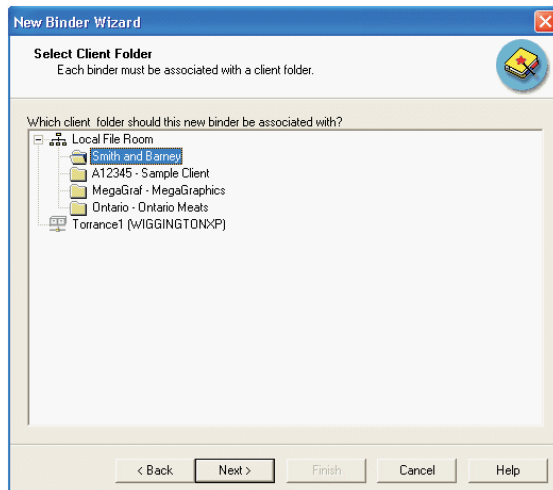 New Binder Wizard
Select Client Folder
Each binder must be associated with a client folder.
Which client folder should this new binder be associated with?
Local File Room
Smith and Barney
A12345 - Sample Client
MegaGraf - MegaGraphics
Ontario - Ontario Meats
Torrance1 (WIGGINGTONXP)
< Back Next > Finish Cancel Help